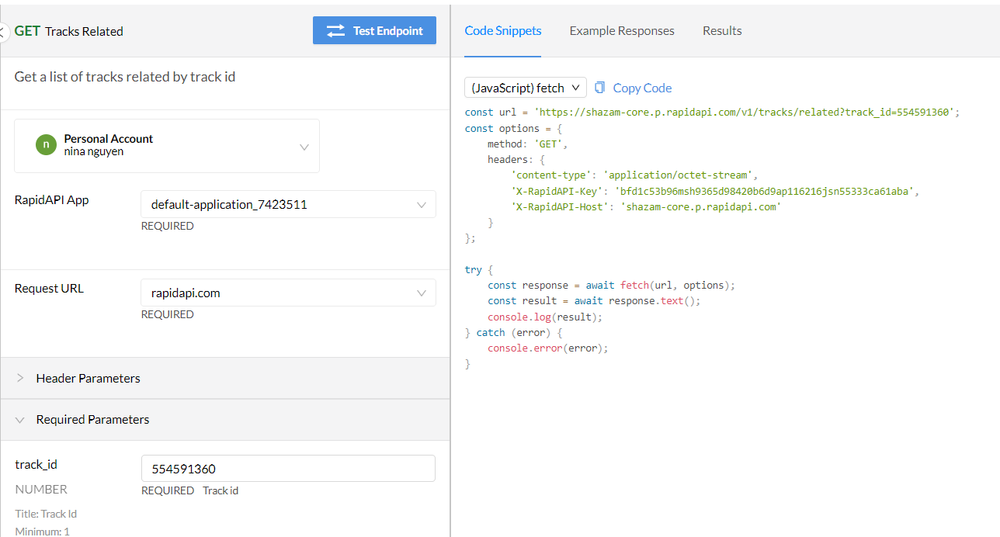 GET Tracks Related
Test Endpoint
Get a list of tracks related by track id
n
Personal Account
nina nguyen
RapidAPI App
default-application_7423511
REQUIRED
Request URL
rapidapi.com
REQUIRED
Header Parameters
Required Parameters
track_id
554591360
NUMBER
REQUIRED Track id
Title: Track Id
Minimum: 1
Code Snippets Example Responses Results
(JavaScript) fetch Copy Code
const url = 'https://shazam-core.p.rapidapi.com/v1/tracks/related?track_id=554591360';
const options = {
    method: 'GET',
    headers: {
        'content-type': 'application/octet-stream',
        'X-RapidAPI-Key': 'bfd1c53b96msh9365d98420b6d9ap116216jsn55333ca61aba',
        'X-RapidAPI-Host': 'shazam-core.p.rapidapi.com'
    }
};
try {
    const response = await fetch(url, options);
    const result = await response.text();
    console.log(result);
} catch (error) {
    console.error(error);
}